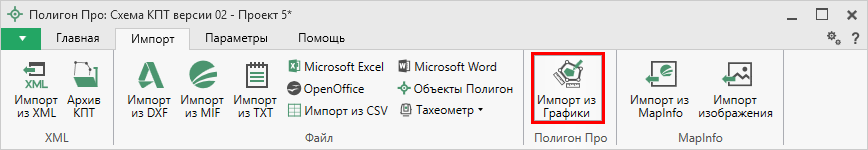 Полигон Про: Схема КПТ версии 02 - Проект 5*
Главная Импорт Параметры Помощь
Импорт из XML
Архив КПТ
XML
Импорт из DXF
Импорт из MIF
Импорт из TXT
Microsoft Excel
OpenOffice
Импорт из CSV
Microsoft Word
Объекты Полигон
Тахеометр
Файл
Импорт из Графики
Полигон Про
Импорт из MapInfo
Импорт изображения
MapInfo